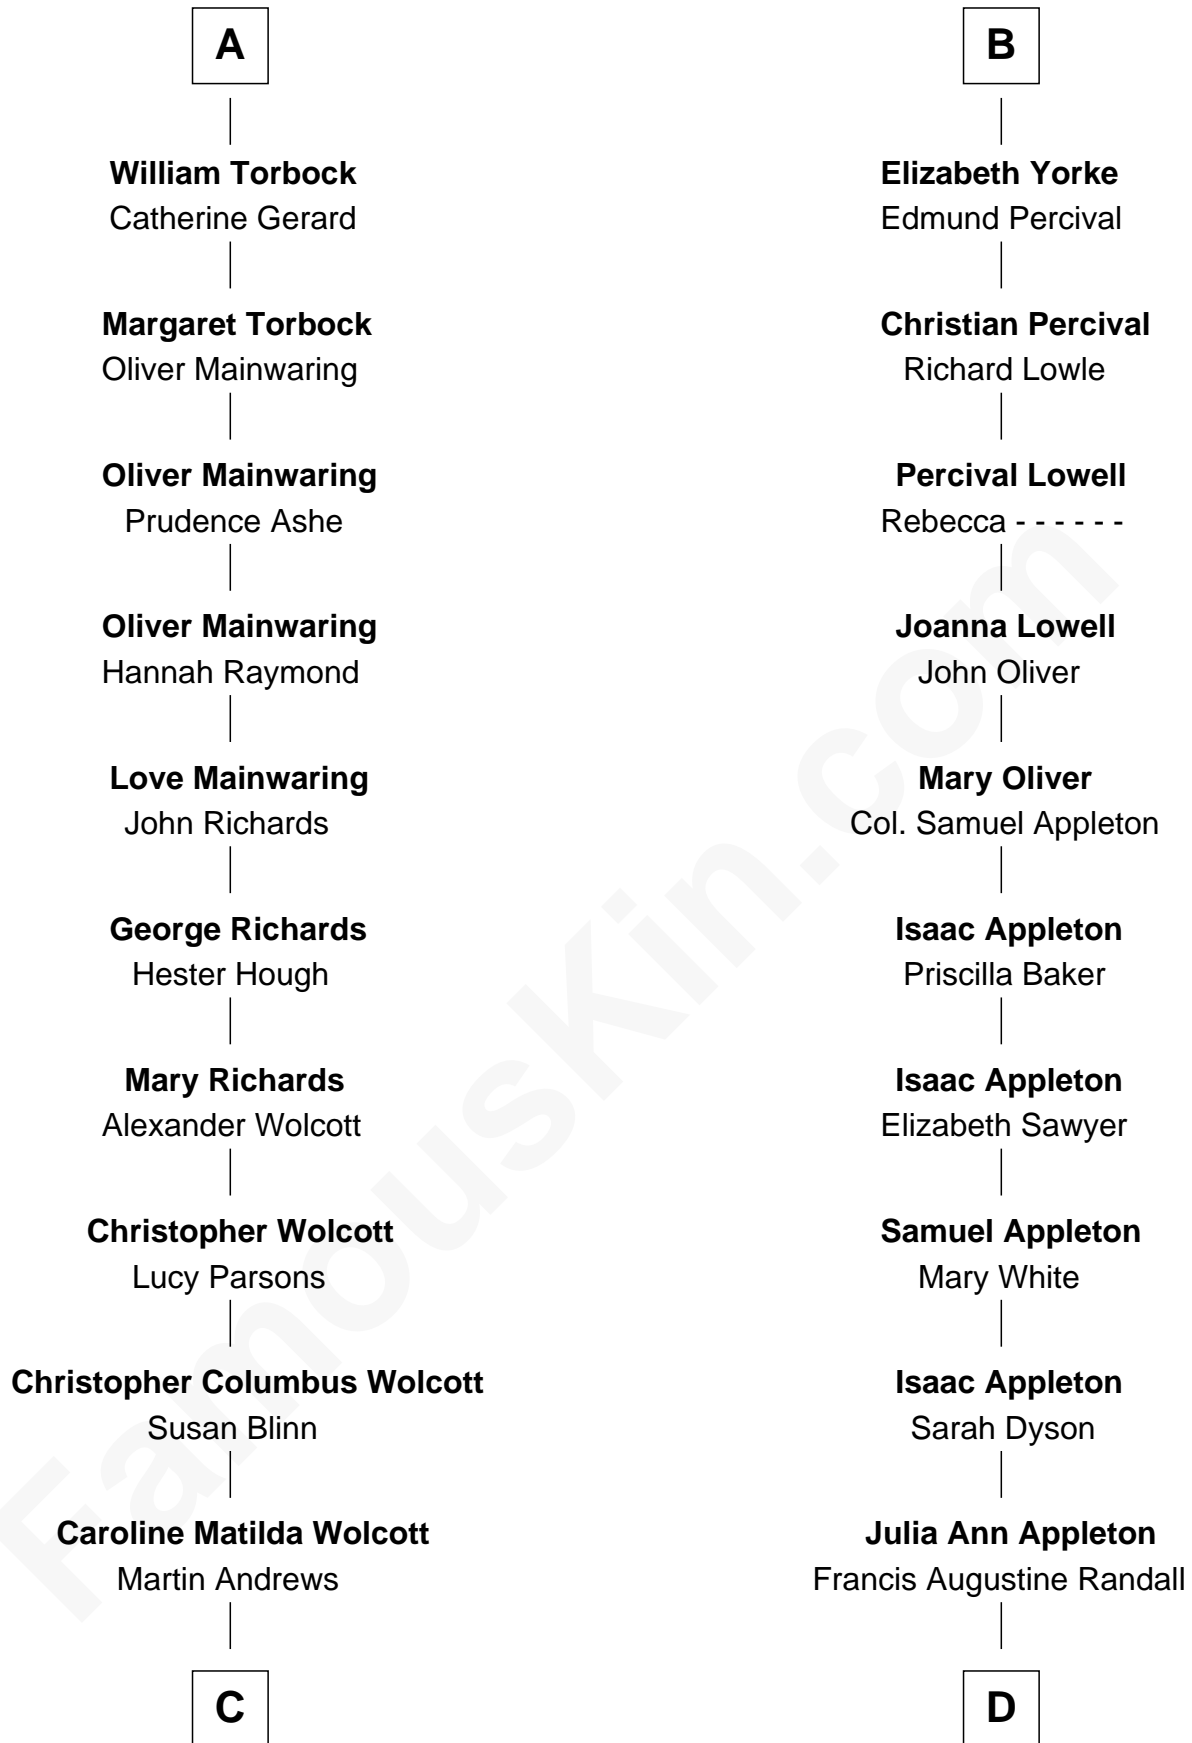 A
William Torbock
Catherine Gerard
Margaret Torbock
Oliver Mainwaring
Oliver Mainwaring
Prudence Ashe
Oliver Mainwaring
Hannah Raymond
Love Mainwaring
John Richards
George Richards
Hester Hough
Mary Richards
Alexander Wolcott
Christopher Wolcott
Lucy Parsons
Christopher Columbus Wolcott
Susan Blinn
Caroline Matilda Wolcott
Martin Andrews
C
B
Elizabeth Yorke
Edmund Percival
Christian Percival
Richard Lowle
Percival Lowell
Rebecca - - - - - -
Joanna Lowell
John Oliver
Mary Oliver
Col. Samuel Appleton
Isaac Appleton
Priscilla Baker
Isaac Appleton
Elizabeth Sawyer
Samuel Appleton
Mary White
Isaac Appleton
Sarah Dyson
Julia Ann Appleton
Francis Augustine Randall
D
FamousKin.com